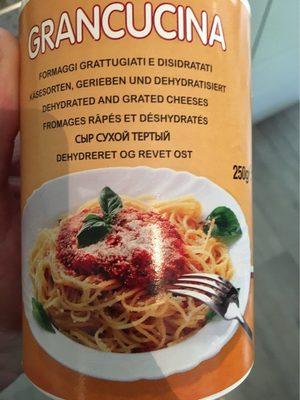 GRANCUCINA
FORMAGGI GRATTUGIATI E DISIDRATATI
KÄSESORTEN, GERIEBEN UND DEHYDRATISIERT
DEHYDRATED AND GRATED CHEESES
FROMAGES RÂPÉS ET DÉSHYDRATÉS
СЫР СУХОЙ ТЕРТЫЙ
DEHYDRERET OG REVET OST
250g